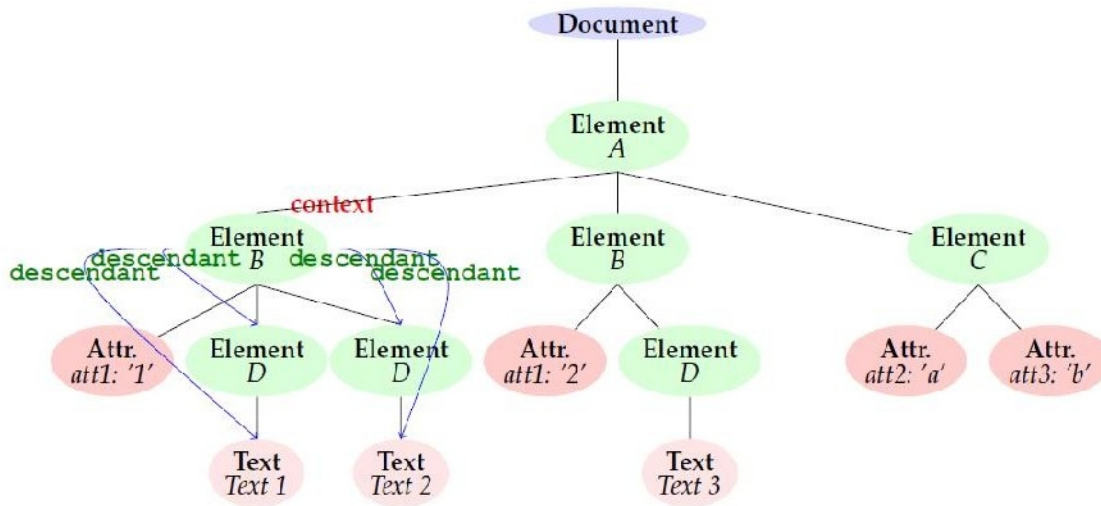 Document
Element
A
context
Element
B
Element
B
Element
C
descendant
descendant
descendant
descendant
Attr.
att1: '1'
Element
D
Element
D
Attr.
att1: '2'
Element
D
Attr.
att2: 'a'
Attr.
att3: 'b'
Text
Text 1
Text
Text 2
Text
Text 3